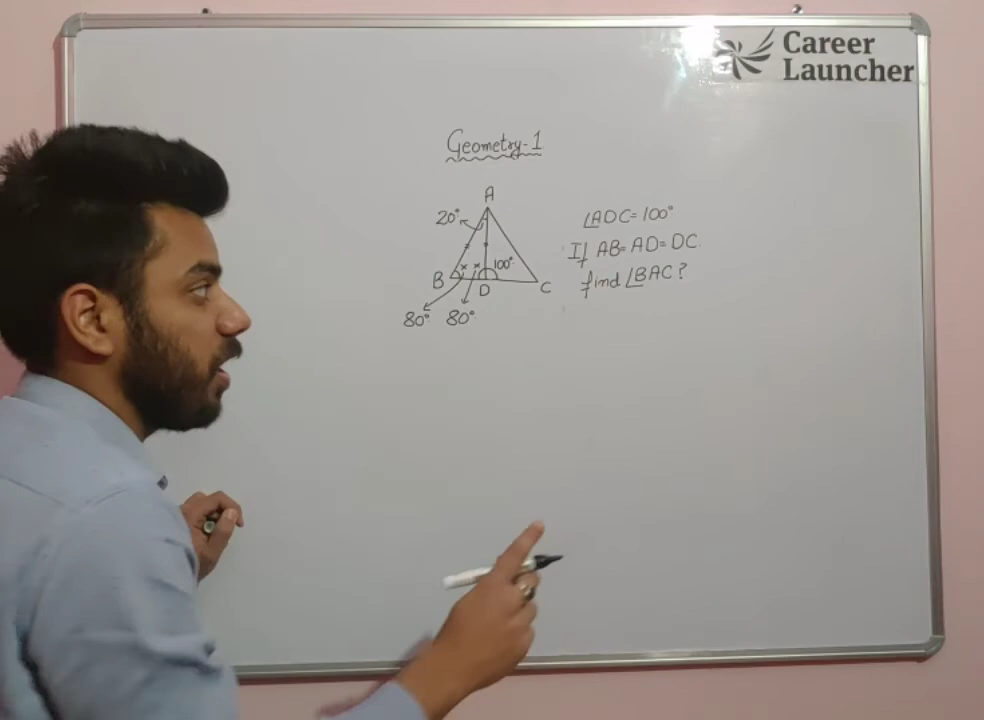 Career
Launcher
Geometry-1
A
20°
∠ADC=100°
If AB=AD=DC.
find ∠BAC?
100°
B
D
C
80°
80°